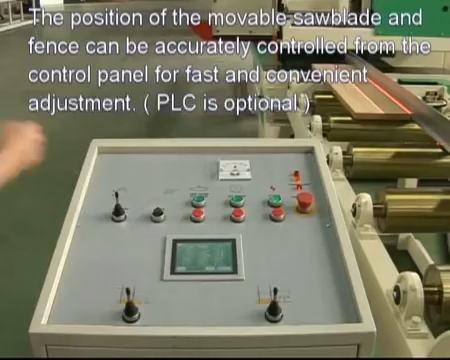 The position of the movable sawblade and
fence can be accurately controlled from the
control panel for fast and convenient
adjustment. ( PLC is optional )